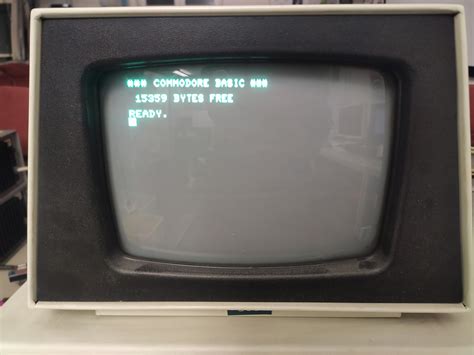 ### COMMODORE BASIC ###
15359 BYTES FREE
READY.